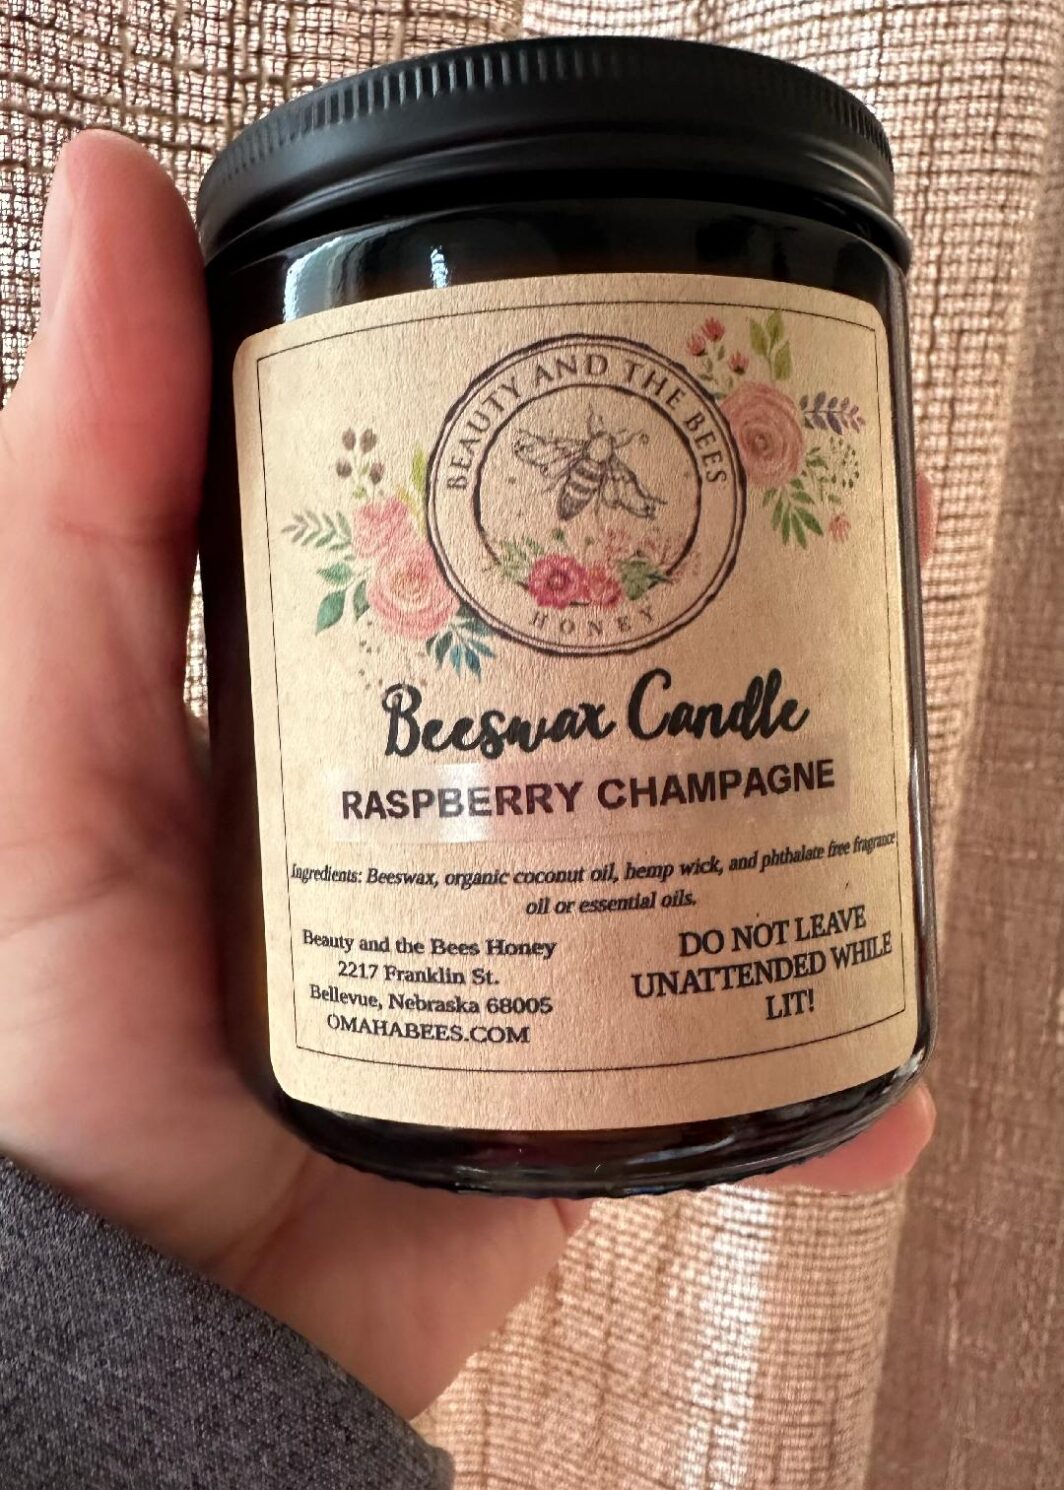 BEAUTY AND THE BEES
HONEY
Beeswax Candle
RASPBERRY CHAMPAGNE
Ingredients: Beeswax, organic coconut oil, hemp wick, and phthalate free fragrance
oil or essential oils.
Beauty and the Bees Honey
2217 Franklin St.
Bellevue, Nebraska 68005
OMAHABEES.COM
DO NOT LEAVE
UNATTENDED WHILE
LIT!